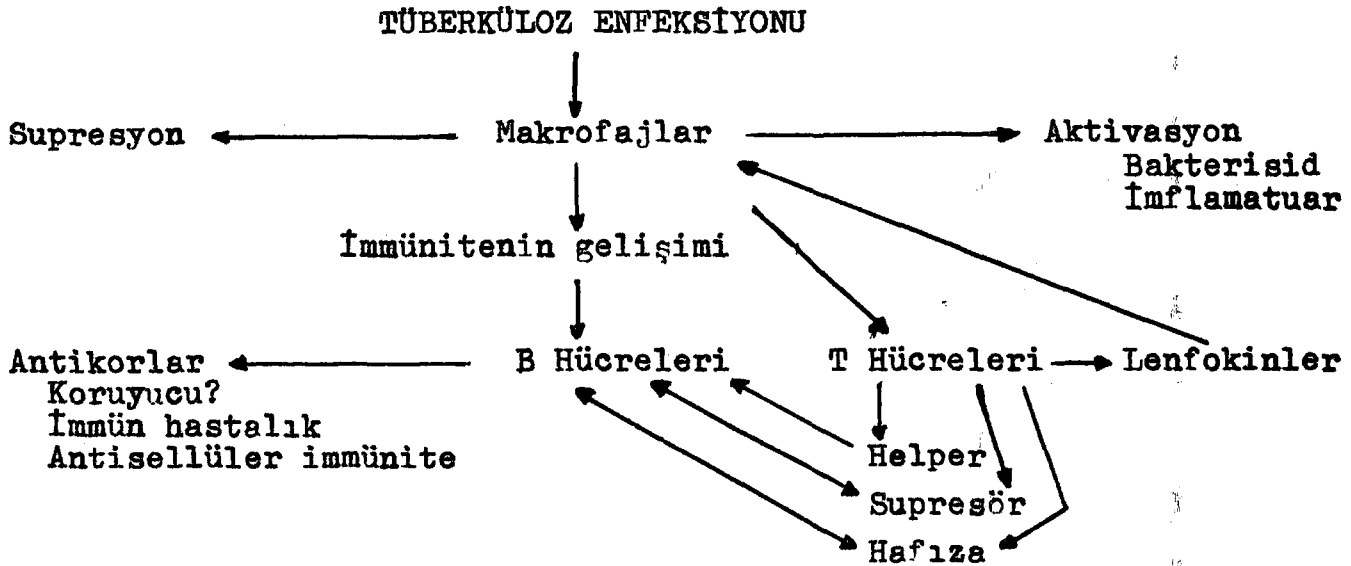 TÜBERKÜLOZ ENFEKSİYONU
Supresyon Makrofajlar Aktivasyon
Bakterisid
İmflamatuar
İmmünitenin gelişimi
Antikorlar B Hücreleri T Hücreleri Lenfokinler
Koruyucu?
İmmün hastalık
Antisellüler immünite
Helper
Supresör
Hafıza